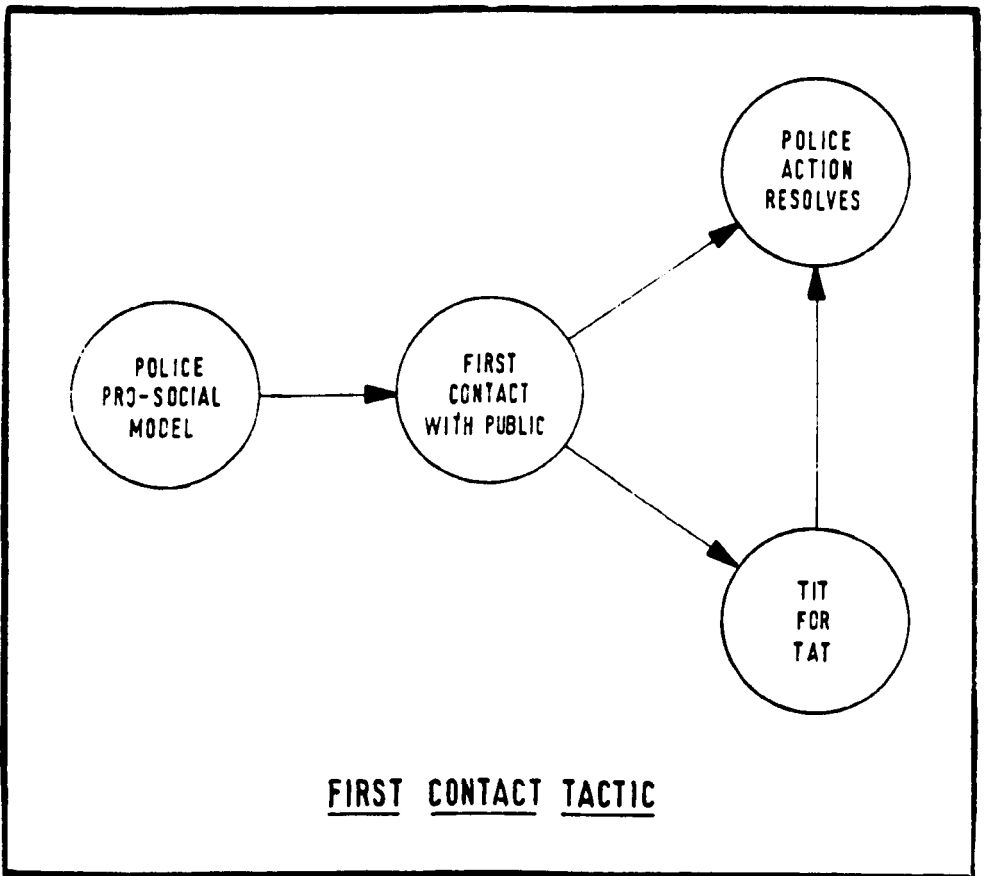 POLICE
ACTION
RESOLVES
POLICE
PRO-SOCIAL
MODEL
FIRST
CONTACT
WITH PUBLIC
TIT
FOR
TAT
FIRST CONTACT TACTIC